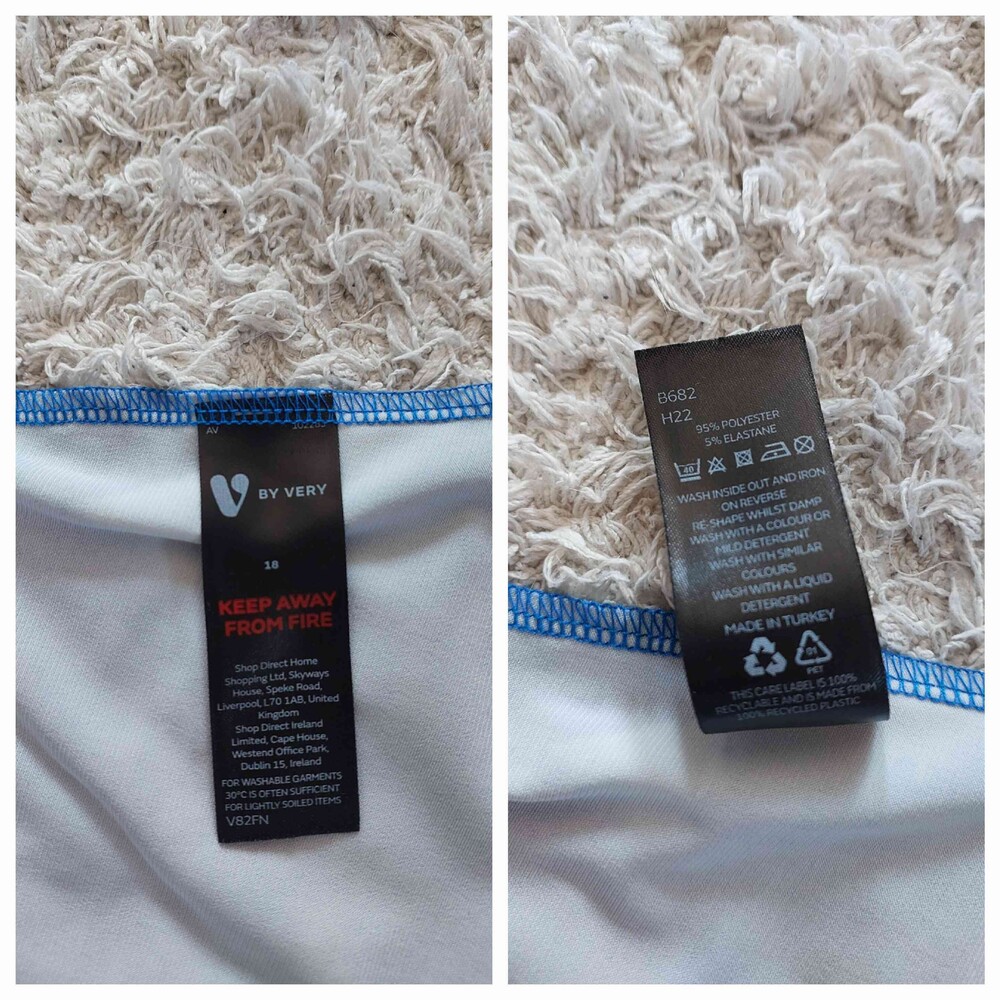 AV
V BY VERY
18
KEEP AWAY
FROM FIRE
Shop Direct Home
Shopping Ltd, Skyways
House, Speke Road,
Liverpool, L70 1AB, United
Kingdom
Shop Direct Ireland
Limited, Cape House,
Westend Office Park,
Dublin 15, Ireland
FOR WASHABLE GARMENTS
30°C IS OFTEN SUFFICIENT
FOR LIGHTLY SOILED ITEMS
V82FN
B682
H22
95% POLYESTER
5% ELASTANE
40
WASH INSIDE OUT AND IRON
ON REVERSE
RE-SHAPE WHILST DAMP
WASH WITH A COLOUR OR
MILD DETERGENT
WASH WITH SIMILAR
COLOURS
WASH WITH A LIQUID
DETERGENT
MADE IN TURKEY
01
PET
THIS CARE LABEL IS 100%
RECYCLABLE AND IS MADE FROM
100% RECYCLED PLASTIC